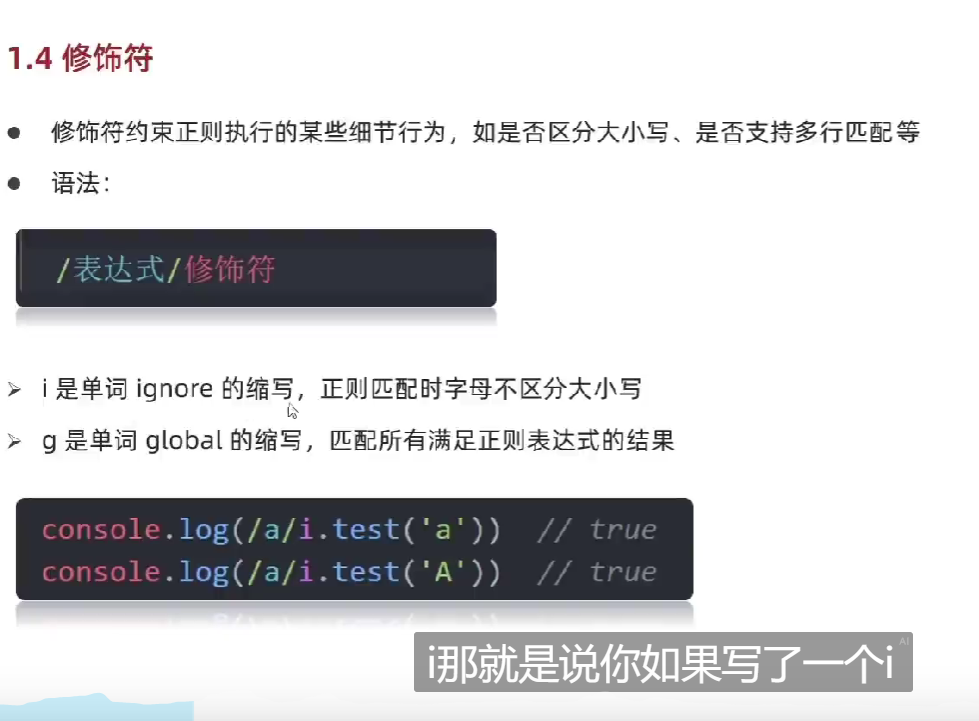 1.4 修饰符
● 修饰符约束正则执行的某些细节行为，如是否区分大小写、是否支持多行匹配等
● 语法：
/表达式/修饰符
➢ i 是单词 ignore 的缩写，正则匹配时字母不区分大小写
➢ g 是单词 global 的缩写，匹配所有满足正则表达式的结果
console.log(/a/i.test('a')) // true
console.log(/a/i.test('A')) // true
i那就是说你如果写了一个i
AI